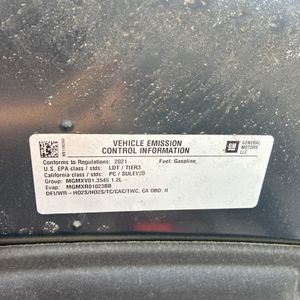 VEHICLE EMISSION
CONTROL INFORMATION
GM
GENERAL
MOTORS
LLC
Conforms to Regulations: 2021 Fuel: Gasoline
U.S. EPA class / stds: LDT / TIER3
California class / stds: PC / SULEV30
Group: MGMXV01.3545 1.2L
Evap: MGMXR0102388
DFI/WR-HO2S/HO2S/TC/CAC/TWC, CA OBD II